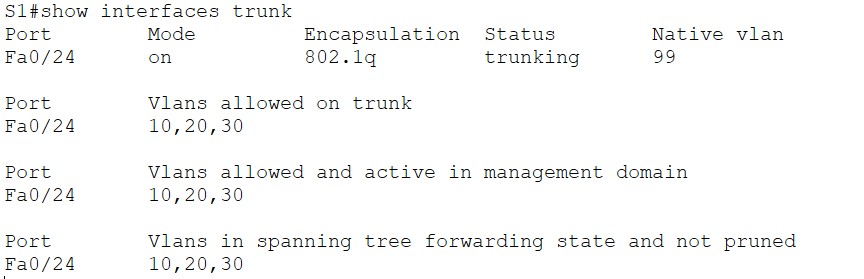 S1#show interfaces trunk
Port Mode Encapsulation Status Native vlan
Fa0/24 on 802.1q trunking 99
Port Vlans allowed on trunk
Fa0/24 10,20,30
Port Vlans allowed and active in management domain
Fa0/24 10,20,30
Port Vlans in spanning tree forwarding state and not pruned
Fa0/24 10,20,30